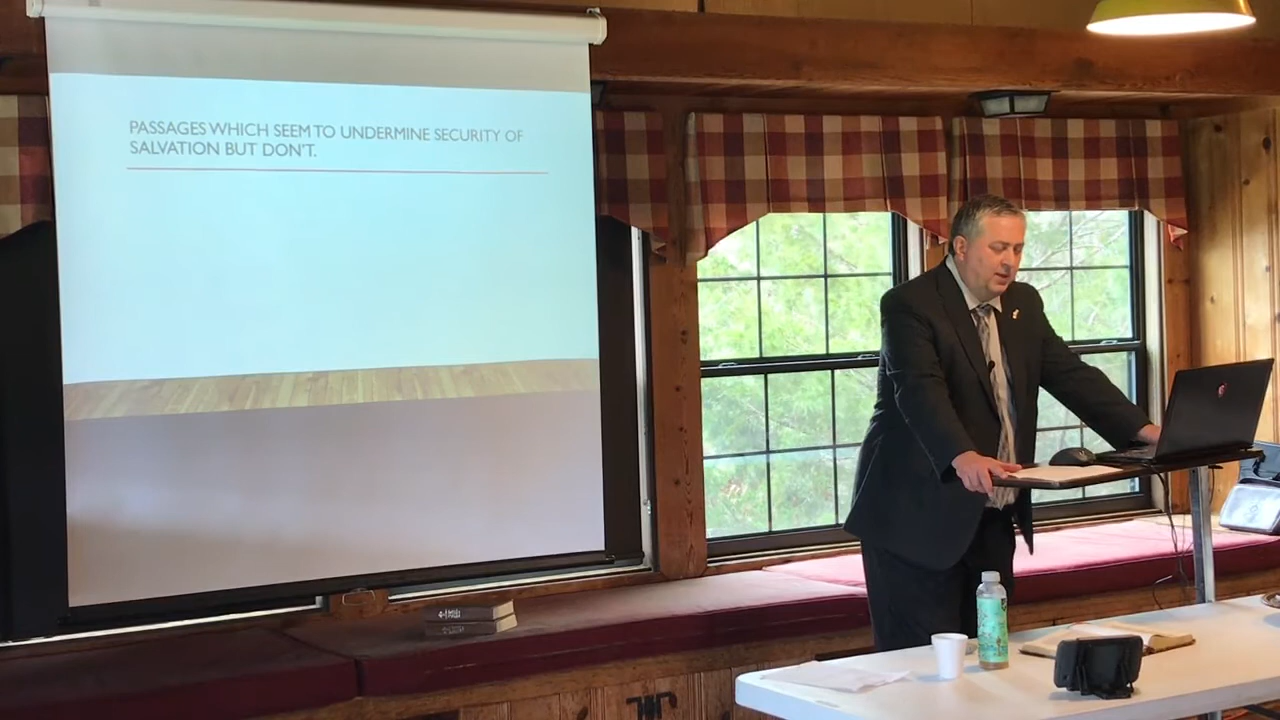 PASSAGES WHICH SEEM TO UNDERMINE SECURITY OF
SALVATION BUT DON'T.